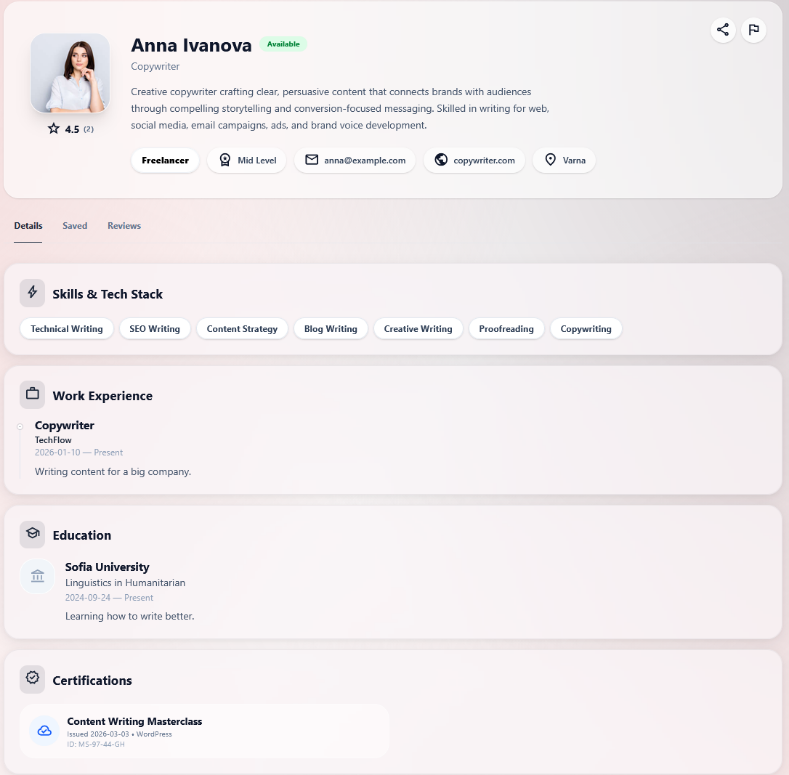 Anna Ivanova Available
Copywriter
Creative copywriter crafting clear, persuasive content that connects brands with audiences
through compelling storytelling and conversion-focused messaging. Skilled in writing for web,
social media, email campaigns, ads, and brand voice development.
4.5 (2)
Freelancer Mid Level anna@example.com copywriter.com Varna
Details Saved Reviews
Skills & Tech Stack
Technical Writing SEO Writing Content Strategy Blog Writing Creative Writing Proofreading Copywriting
Work Experience
Copywriter
TechFlow
2026-01-10 — Present
Writing content for a big company.
Education
Sofia University
Linguistics in Humanitarian
2024-09-24 — Present
Learning how to write better.
Certifications
Content Writing Masterclass
Issued 2026-03-03 • WordPress
ID: MS-97-44-GH